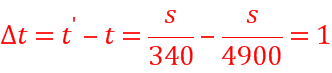 Δt = t' - t = s/340 - s/4900 = 1